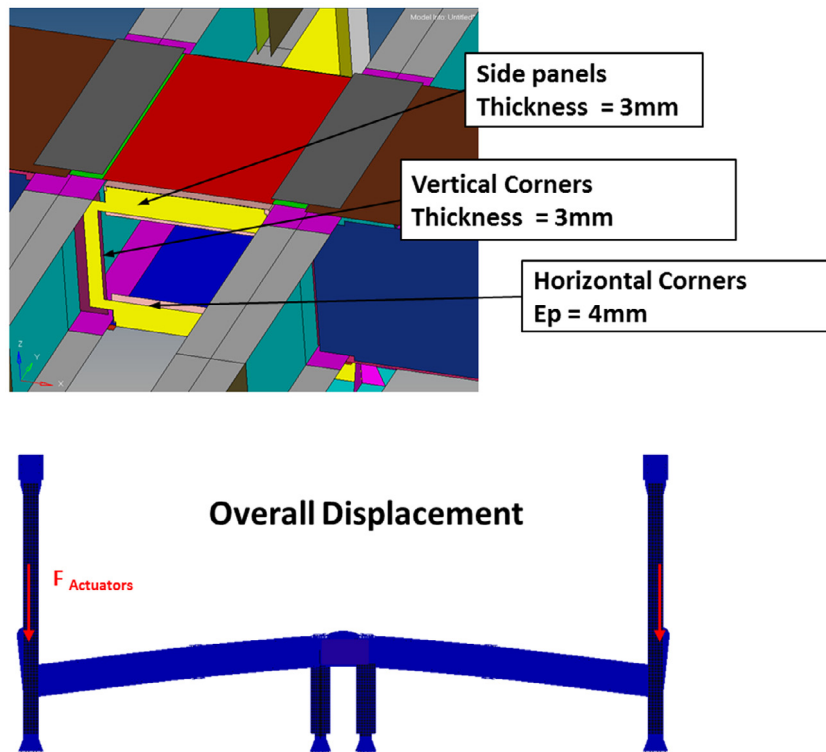 Model Info: Untitled*
Side panels
Thickness = 3mm
Vertical Corners
Thickness = 3mm
Horizontal Corners
Ep = 4mm
Z
Y
X
Overall Displacement
F Actuators